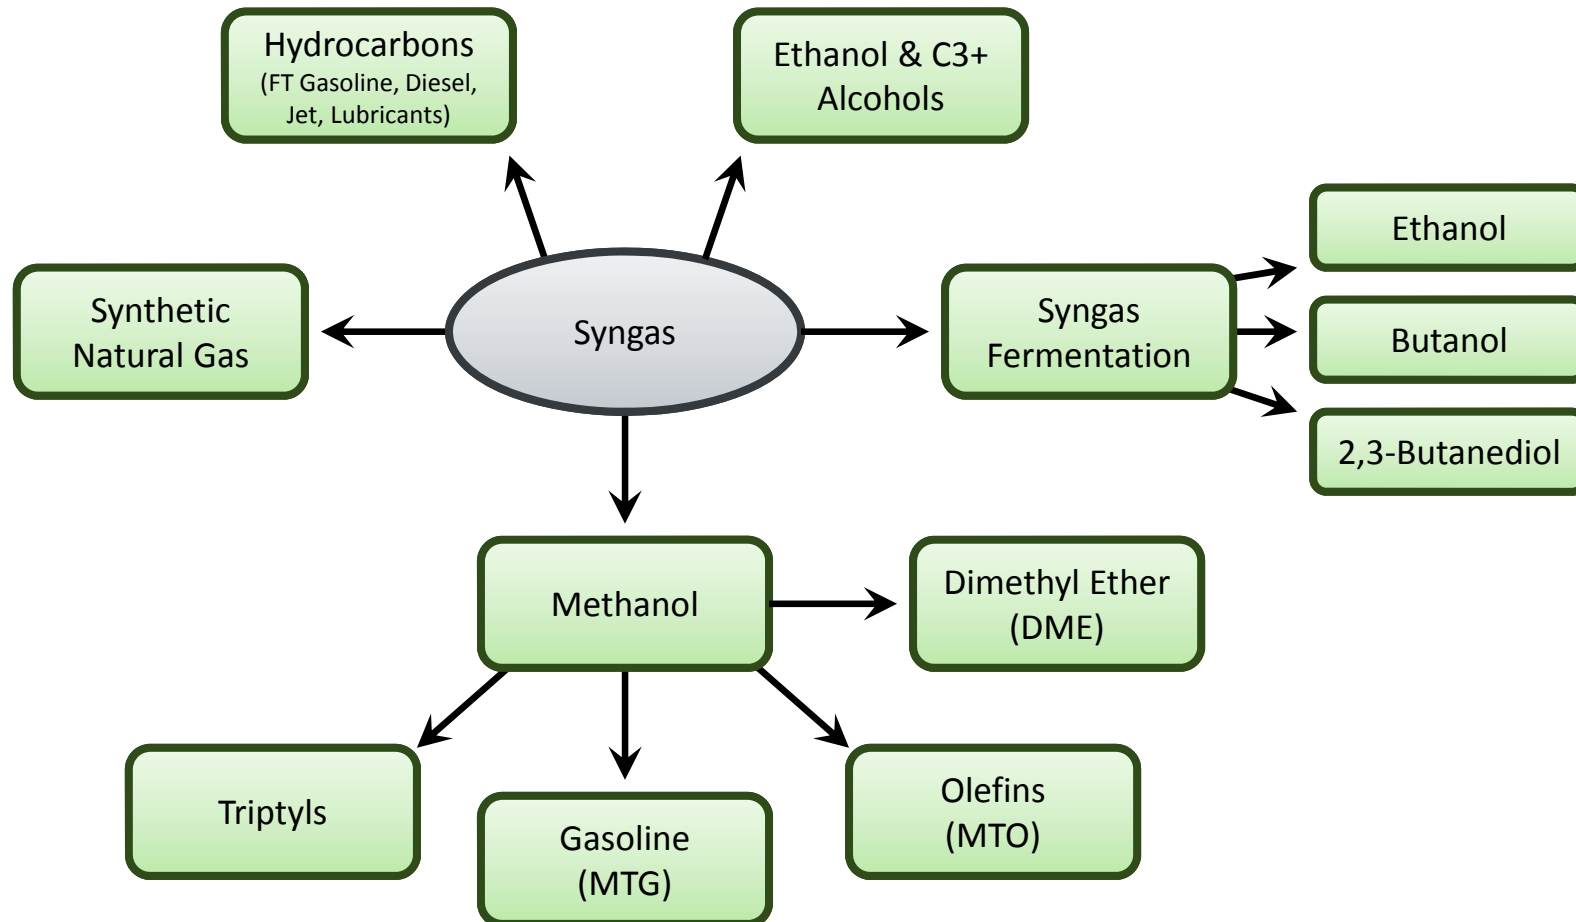 Hydrocarbons
(FT Gasoline, Diesel,
Jet, Lubricants)
Ethanol & C3+
Alcohols
Synthetic
Natural Gas
Syngas
Syngas
Fermentation
Ethanol
Butanol
2,3-Butanediol
Methanol
Dimethyl Ether
(DME)
Triptyls
Gasoline
(MTG)
Olefins
(MTO)